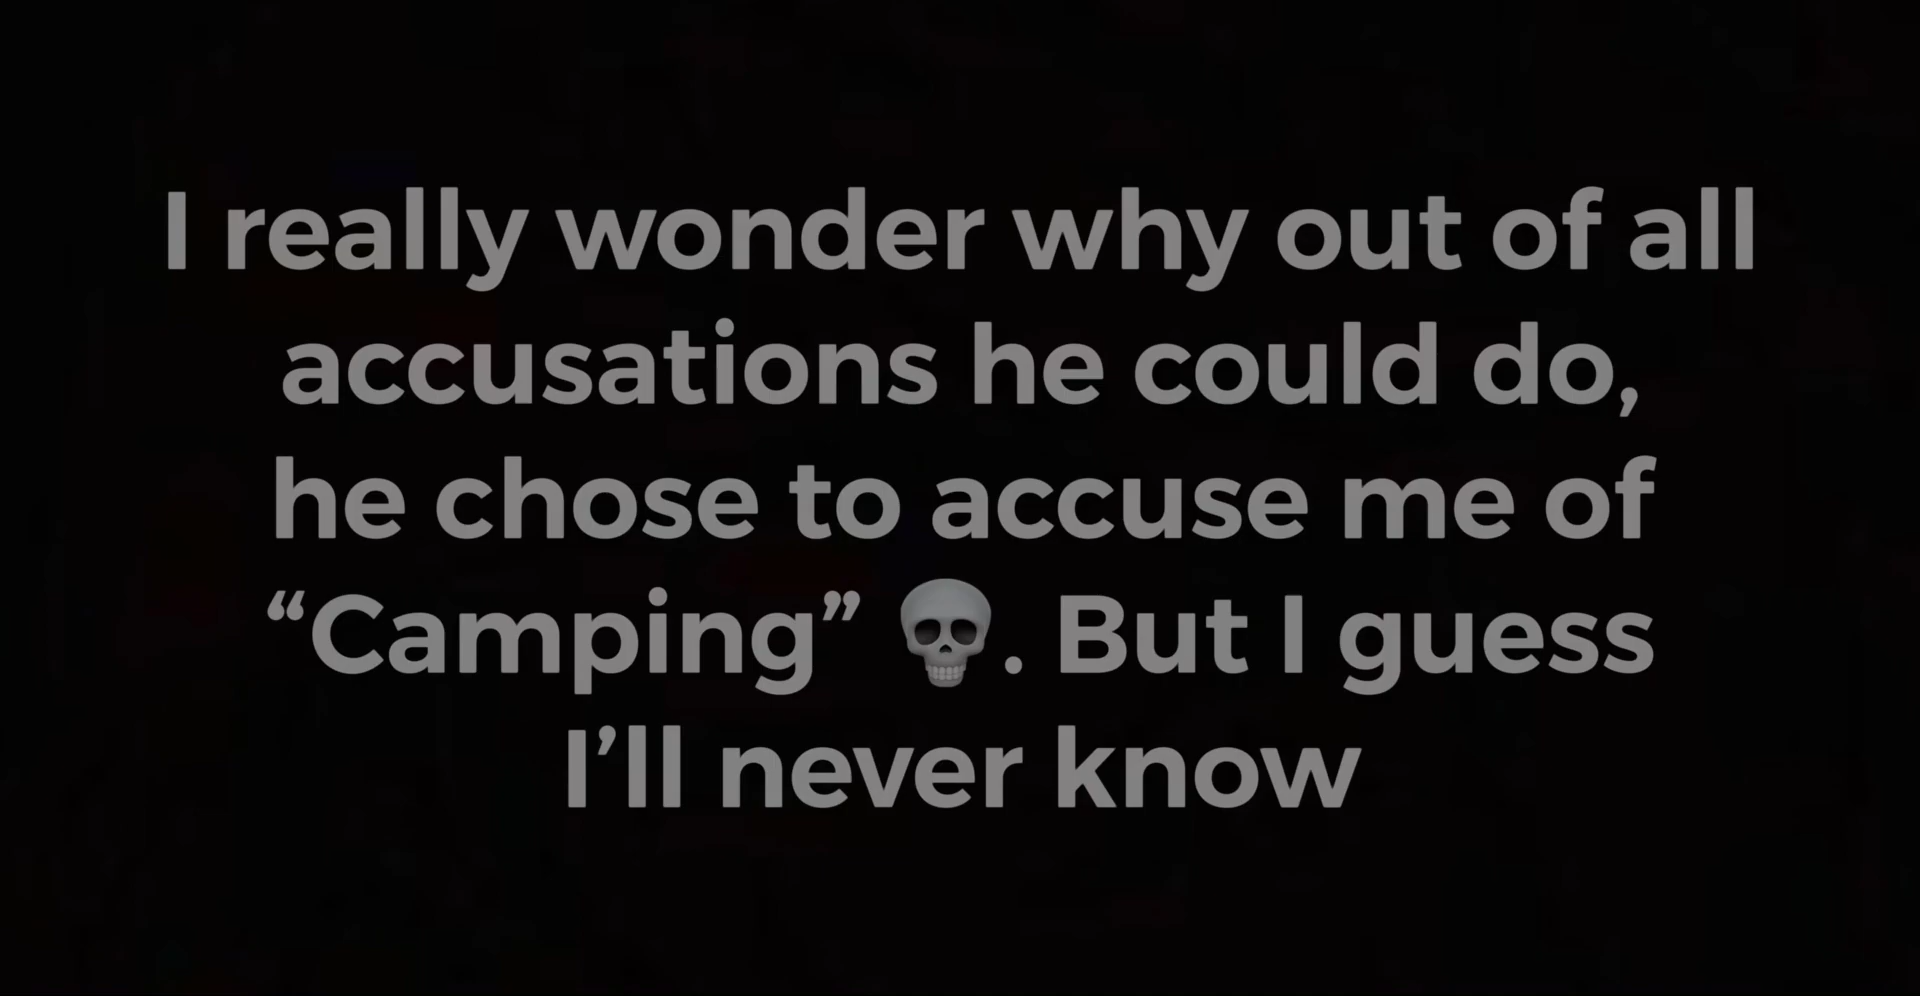 I really wonder why out of all
accusations he could do,
he chose to accuse me of
“Camping” 💀. But I guess
I’ll never know